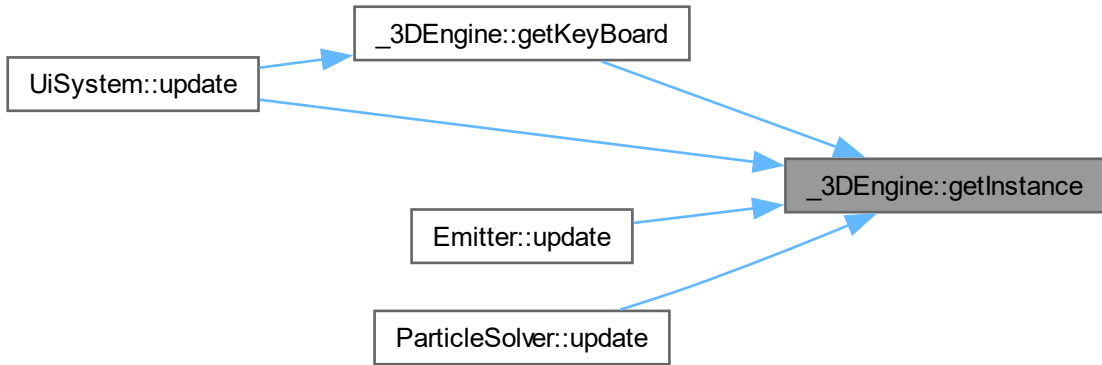 _3DEngine::getKeyBoard
UiSystem::update
_3DEngine::getInstance
Emitter::update
ParticleSolver::update